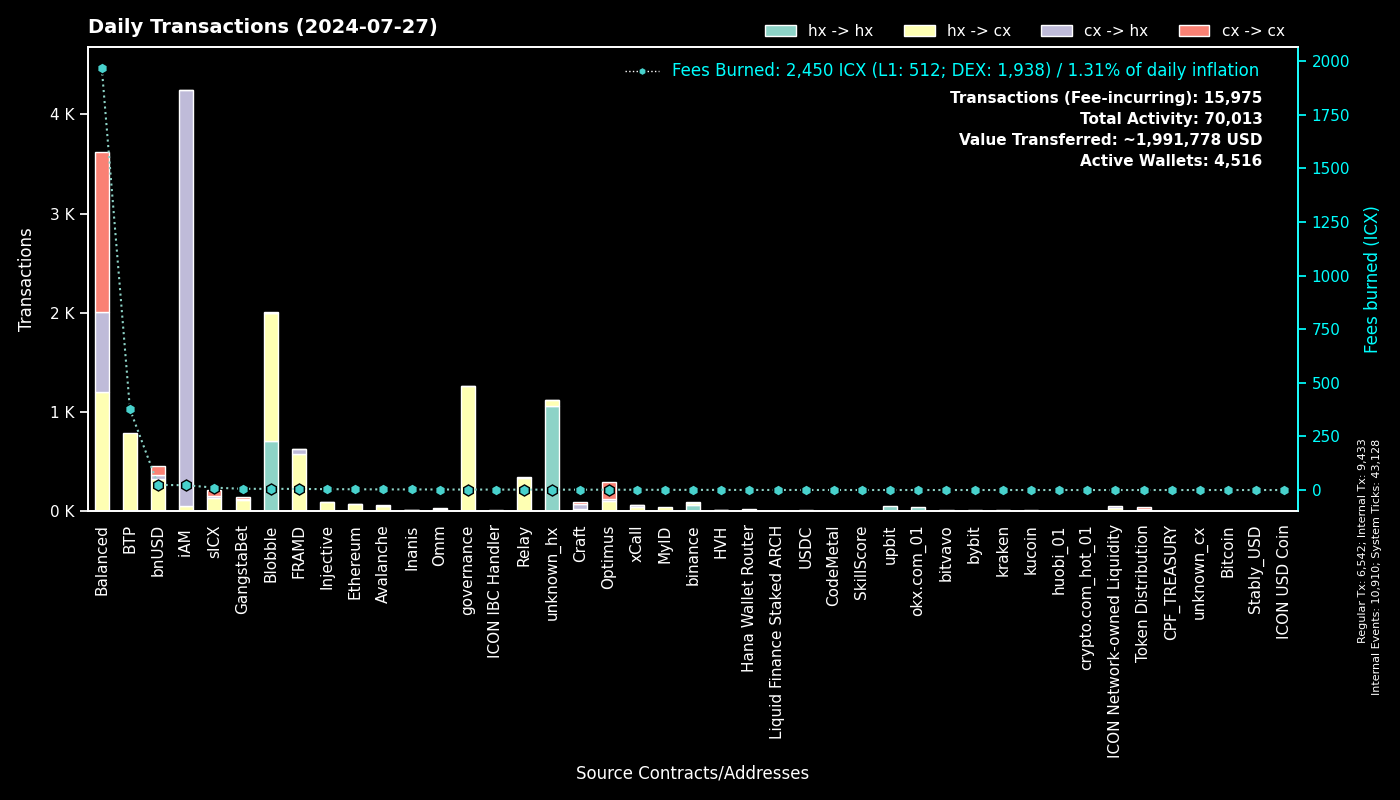 Daily Transactions (2024-07-27)
hx -> hx
hx -> cx
cx -> hx
cx -> cx
Fees Burned: 2,450 ICX (L1: 512; DEX: 1,938) / 1.31% of daily inflation
Transactions (Fee-incurring): 15,975
Total Activity: 70,013
Value Transferred: ~1,991,778 USD
Active Wallets: 4,516
Transactions
4 K
3 K
2 K
1 K
0 K
2000
1750
1500
1250
1000
750
500
250
0
Fees burned (ICX)
Balanced
BTP
bnUSD
iAM
sICX
GangstaBet
Blobble
FRAMD
Injective
Ethereum
Avalanche
Inanis
Omm
governance
ICON IBC Handler
Relay
unknown_hx
Craft
Optimus
xCall
MyID
binance
HVH
Hana Wallet Router
Liquid Finance Staked ARCH
USDC
CodeMetal
SkillScore
upbit
okx.com_01
bitvavo
bybit
kraken
kucoin
huobi_01
crypto.com_hot_01
ICON Network-owned Liquidity
Token Distribution
CPF_TREASURY
unknown_cx
Bitcoin
Stably_USD
ICON USD Coin
Source Contracts/Addresses
Regular Tx: 6,542; Internal Tx: 9,433
Internal Events: 10,910; System Ticks: 43,128